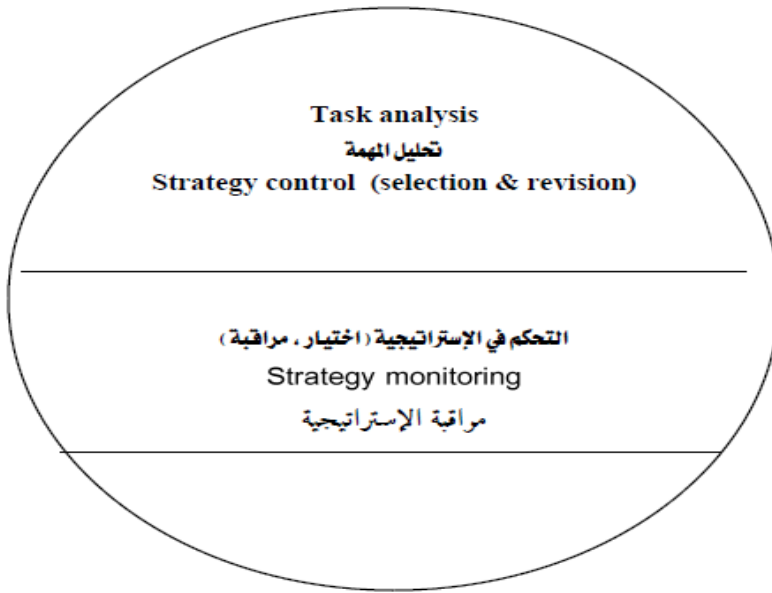 Task analysis
تحليل المهمة
Strategy control (selection & revision)
التحكم في الإستراتيجية ( اختيار ، مراقبة )
Strategy monitoring
مراقبة الإستراتيجية